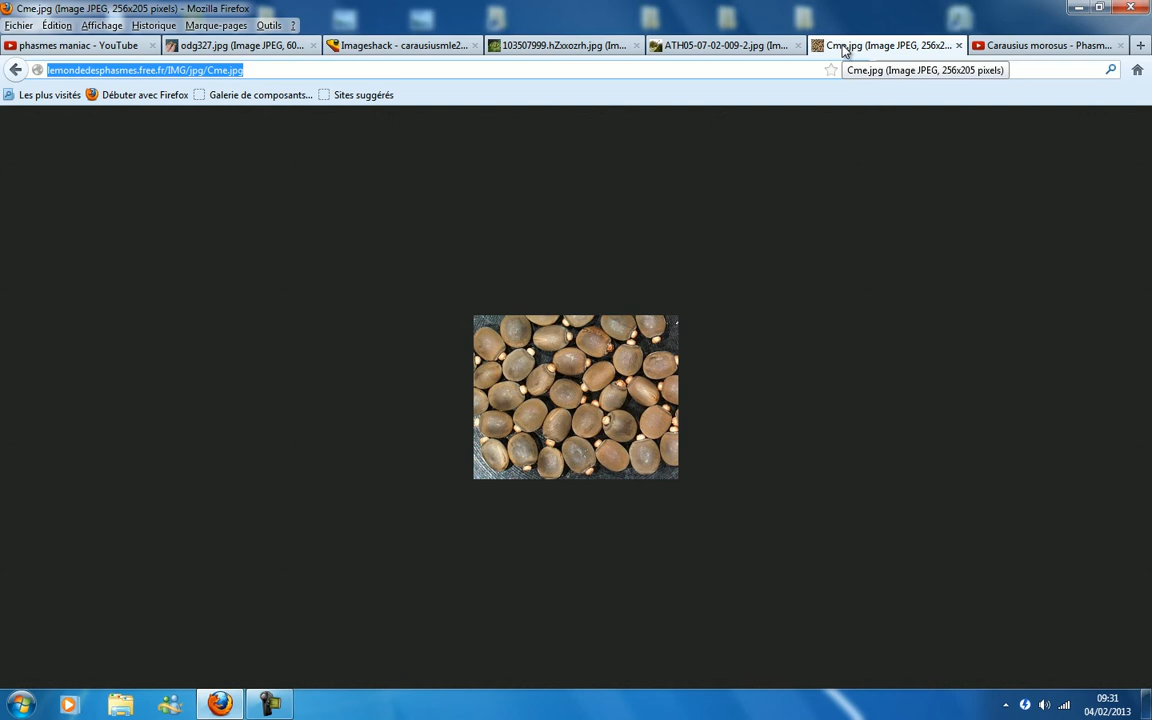 Cme.jpg (Image JPEG, 256x205 pixels) - Mozilla Firefox
Fichier Édition Affichage Historique Marque-pages Outils ?
phasmes maniac - YouTube
odg327.jpg (Image JPEG, 60...
Imageshack - carausiusmle2...
103507999.hZxxozrh.jpg (Im...
ATH05-07-02-009-2.jpg (Im...
Cme.jpg (Image JPEG, 256x2...
Carausius morosus - Phasm...
lemondedesphasmes.free.fr/IMG/jpg/Cme.jpg
Cme.jpg (Image JPEG, 256x205 pixels)
Les plus visités Débuter avec Firefox Galerie de composants... Sites suggérés
09:31
04/02/2013